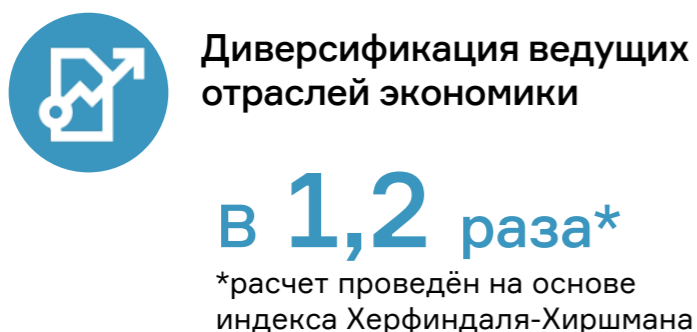 Диверсификация ведущих
отраслей экономики
в 1,2 раза*
*расчет проведён на основе
индекса Херфиндаля-Хиршмана